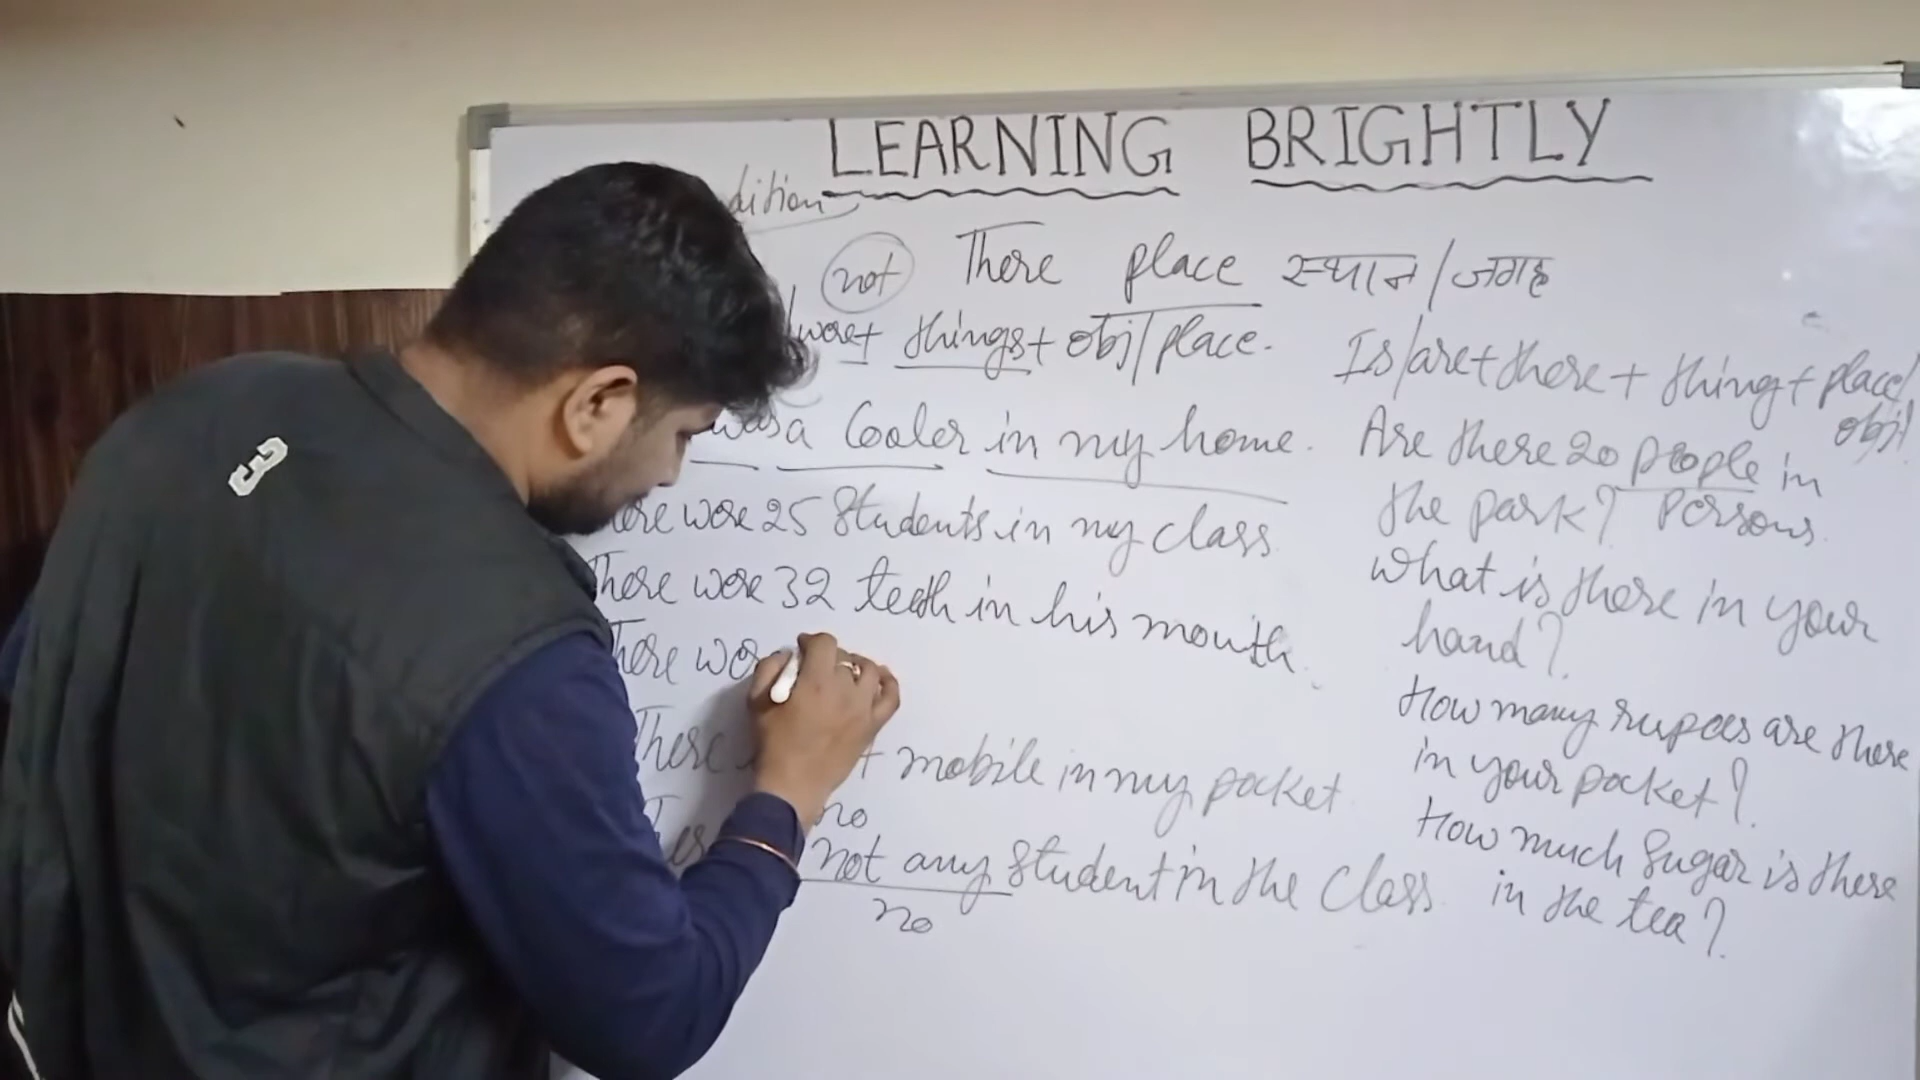 LEARNING BRIGHTLY
not There place स्थान/जगह
were+ things+ obj/place.
was a Cooler in my home.
were 25 Students in my class
There were 32 teeth in his mouth.
There wer
There mobile in my pocket
no
not any Student in the Class
no
Is/are+there+thing+place/
obj?
Are there 20 people in
the park? Persons.
What is there in your
hand?
How many rupees are there
in your pocket?
How much Sugar is there
in the tea?
3